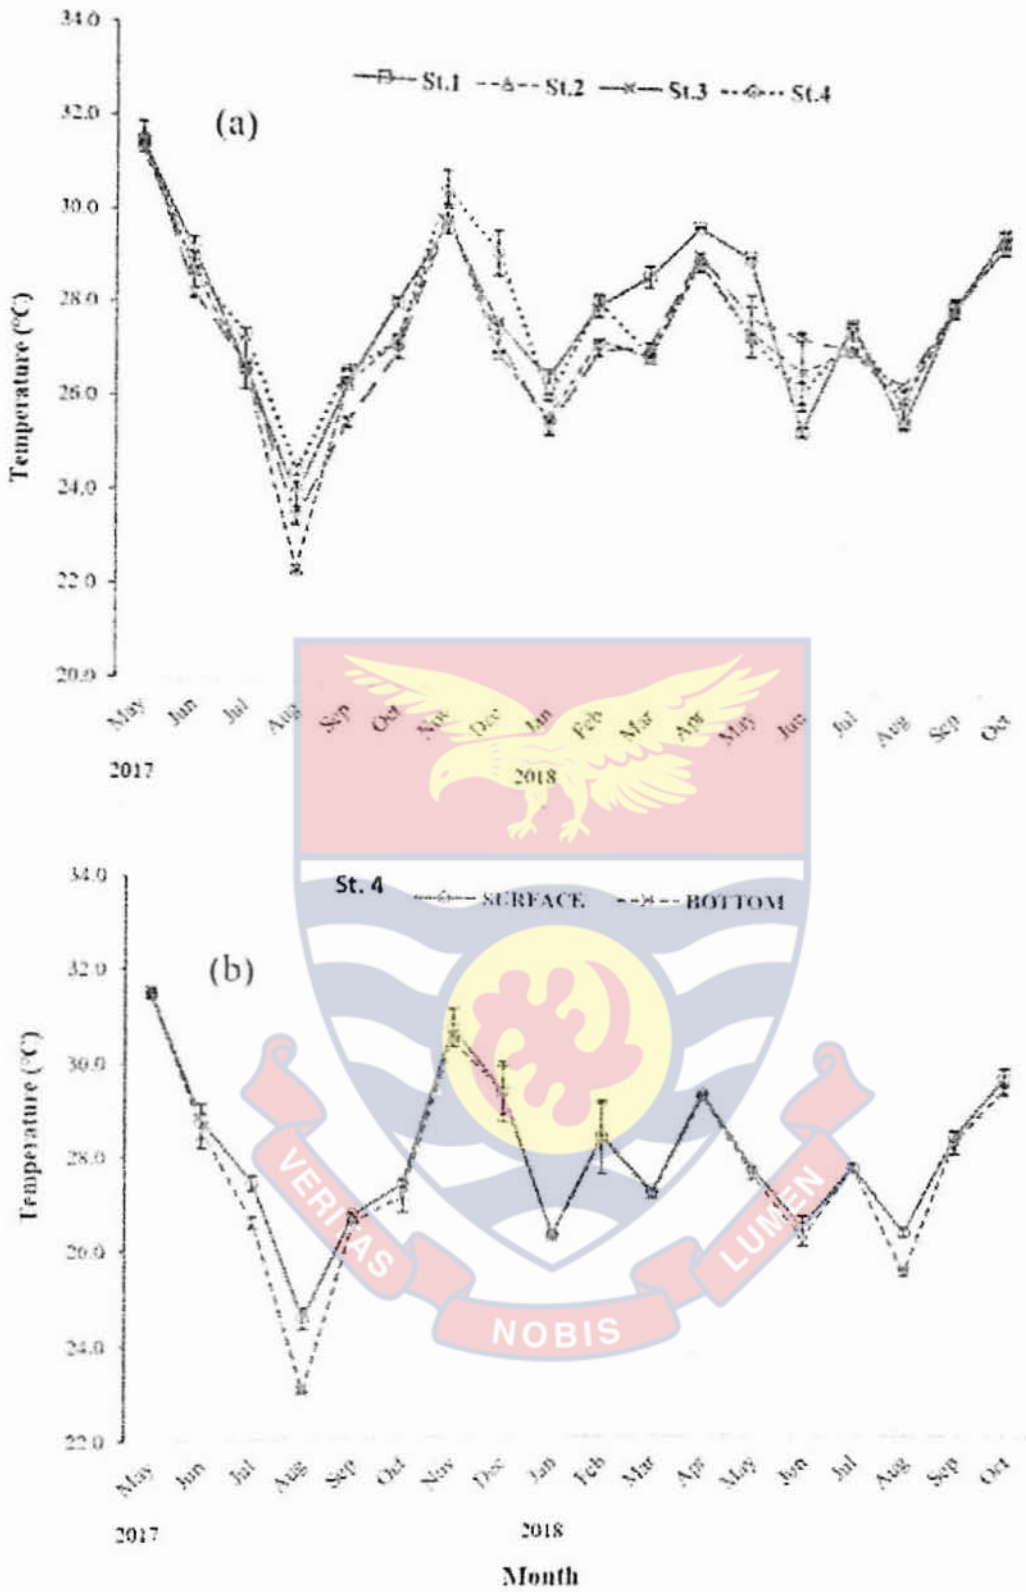 34.0
32.0
30.0
28.0
26.0
24.0
22.0
20.0
Temperature (°C)
St.1 St.2 St.3 St.4
(a)
May Jun Jul Aug Sep Oct Nov Dec Jan Feb Mar Apr May Jun Jul Aug Sep Oct
2017 2018
34.0
32.0
30.0
28.0
26.0
24.0
22.0
Temperature (°C)
St. 4 SURFACE BOTTOM
(b)
VERITAS NOBIS LUMEN
May Jun Jul Aug Sep Oct Nov Dec Jan Feb Mar Apr May Jun Jul Aug Sep Oct
2017 2018
Month